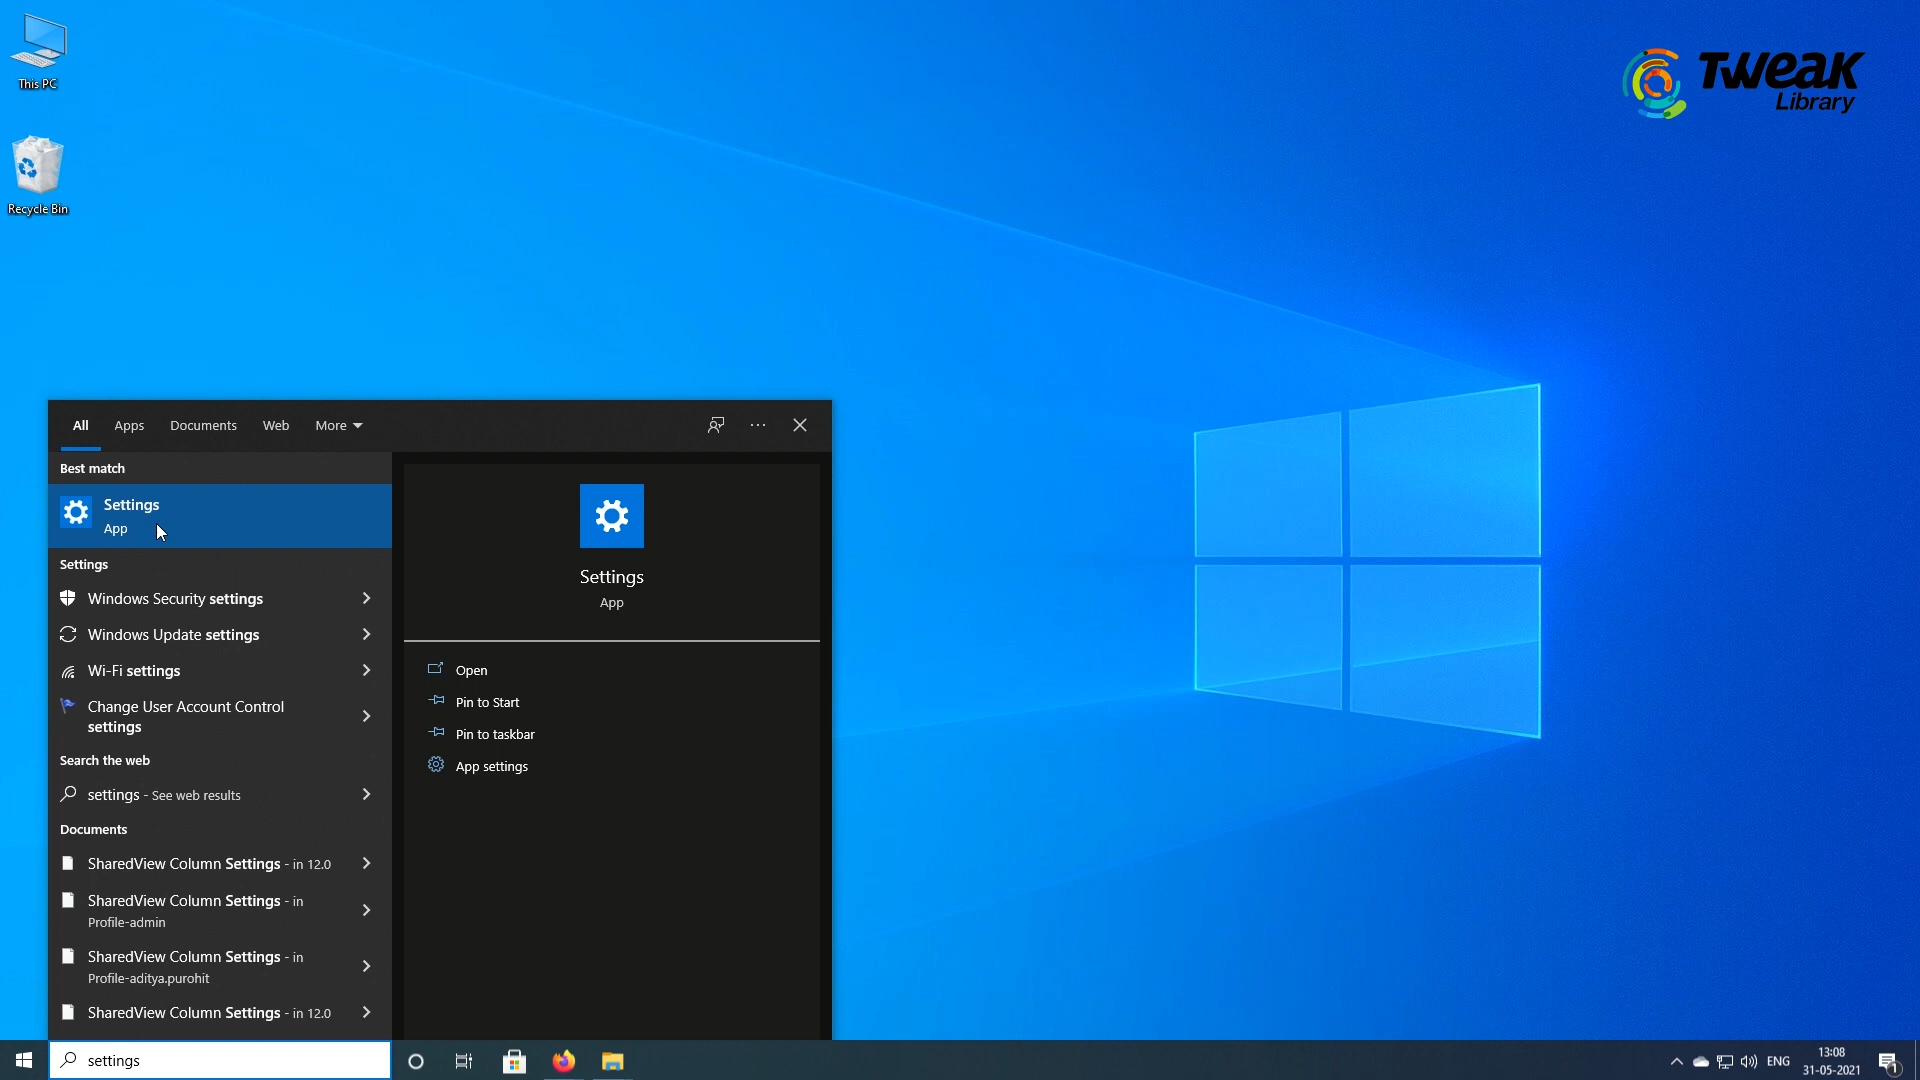 This PC
Recycle Bin
TWeaK
Library
All Apps Documents Web More
Best match
Settings
App
Settings
Windows Security settings
Windows Update settings
Wi-Fi settings
Change User Account Control
settings
Search the web
settings - See web results
Documents
SharedView Column Settings - in 12.0
SharedView Column Settings - in
Profile-admin
SharedView Column Settings - in
Profile-aditya.purohit
SharedView Column Settings - in 12.0
Settings
App
Open
Pin to Start
Pin to taskbar
App settings
settings
ENG
13:08
31-05-2021
1